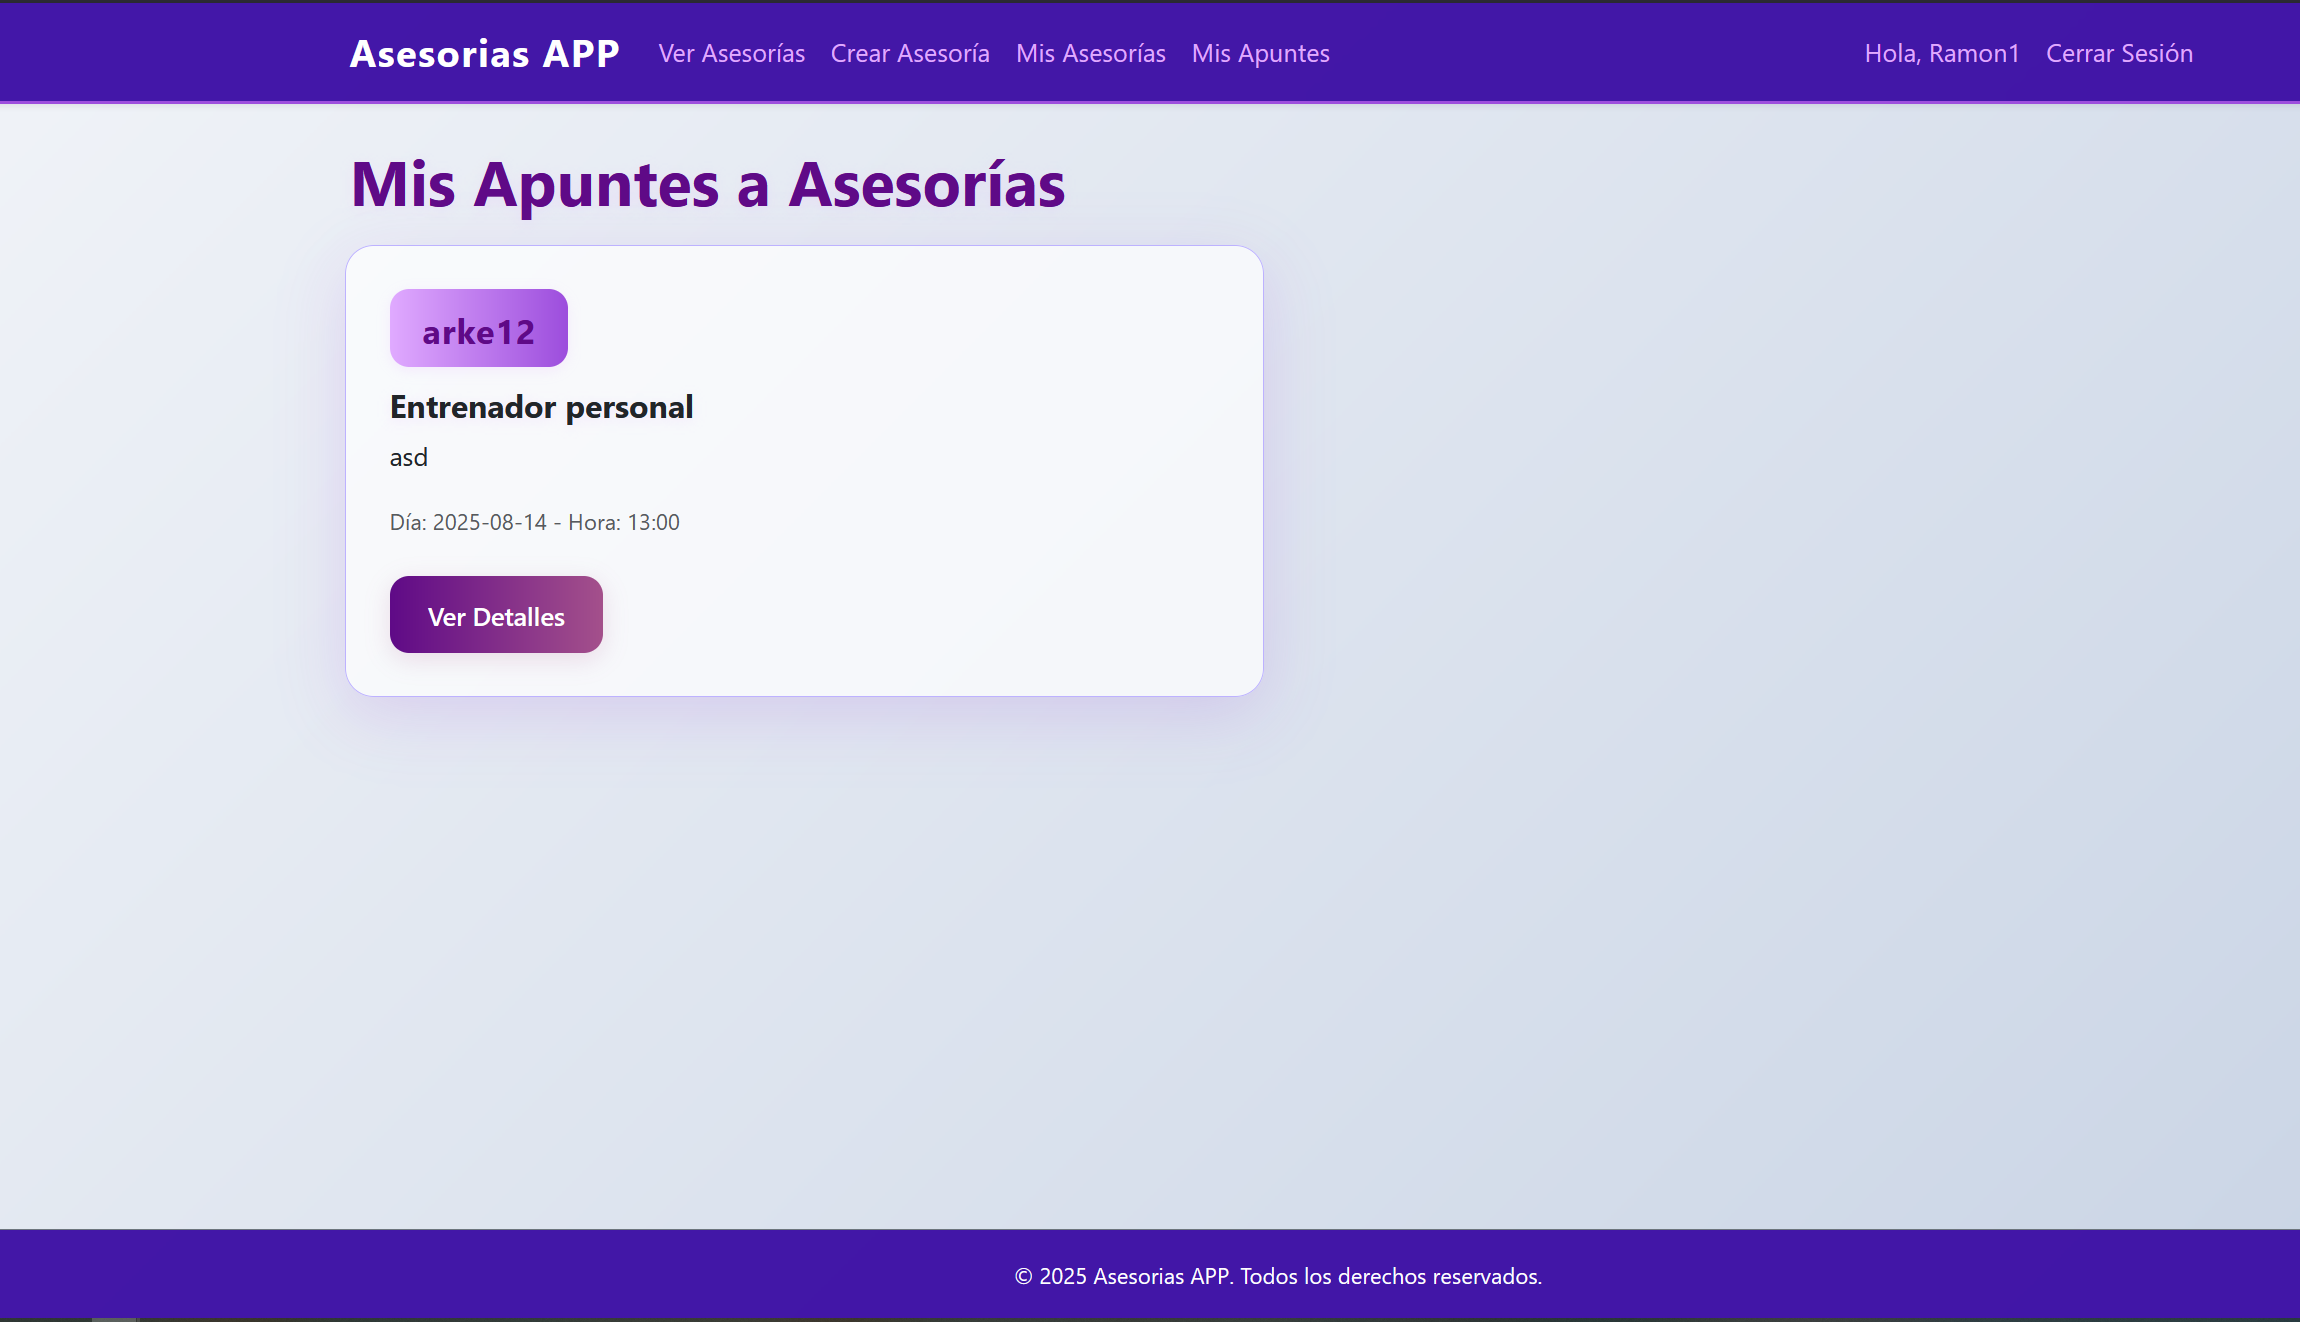 Asesorias APP Ver Asesorías Crear Asesoría Mis Asesorías Mis Apuntes Hola, Ramon1 Cerrar Sesión
Mis Apuntes a Asesorías
arke12
Entrenador personal
asd
Día: 2025-08-14 - Hora: 13:00
Ver Detalles
© 2025 Asesorias APP. Todos los derechos reservados.